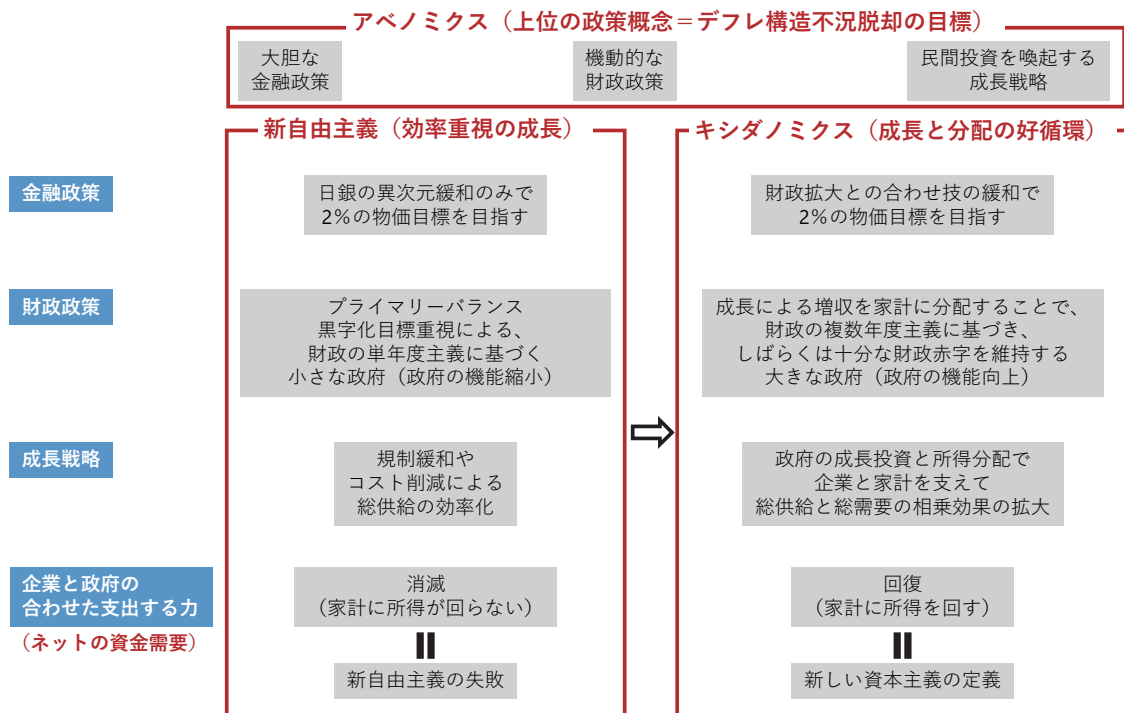 アベノミクス（上位の政策概念＝デフレ構造不況脱却の目標）
大胆な
金融政策
機動的な
財政政策
民間投資を喚起する
成長戦略
新自由主義（効率重視の成長）
キシダノミクス（成長と分配の好循環）
金融政策
日銀の異次元緩和のみで
2％の物価目標を目指す
財政拡大との合わせ技の緩和で
2％の物価目標を目指す
財政政策
プライマリーバランス
黒字化目標重視による、
財政の単年度主義に基づく
小さな政府（政府の機能縮小）
成長による増収を家計に分配することで、
財政の複数年度主義に基づき、
しばらくは十分な財政赤字を維持する
大きな政府（政府の機能向上）
成長戦略
規制緩和や
コスト削減による
総供給の効率化
政府の成長投資と所得分配で
企業と家計を支えて
総供給と総需要の相乗効果の拡大
企業と政府の
合わせた支出する力
（ネットの資金需要）
消滅
（家計に所得が回らない）
回復
（家計に所得を回す）
新自由主義の失敗
新しい資本主義の定義